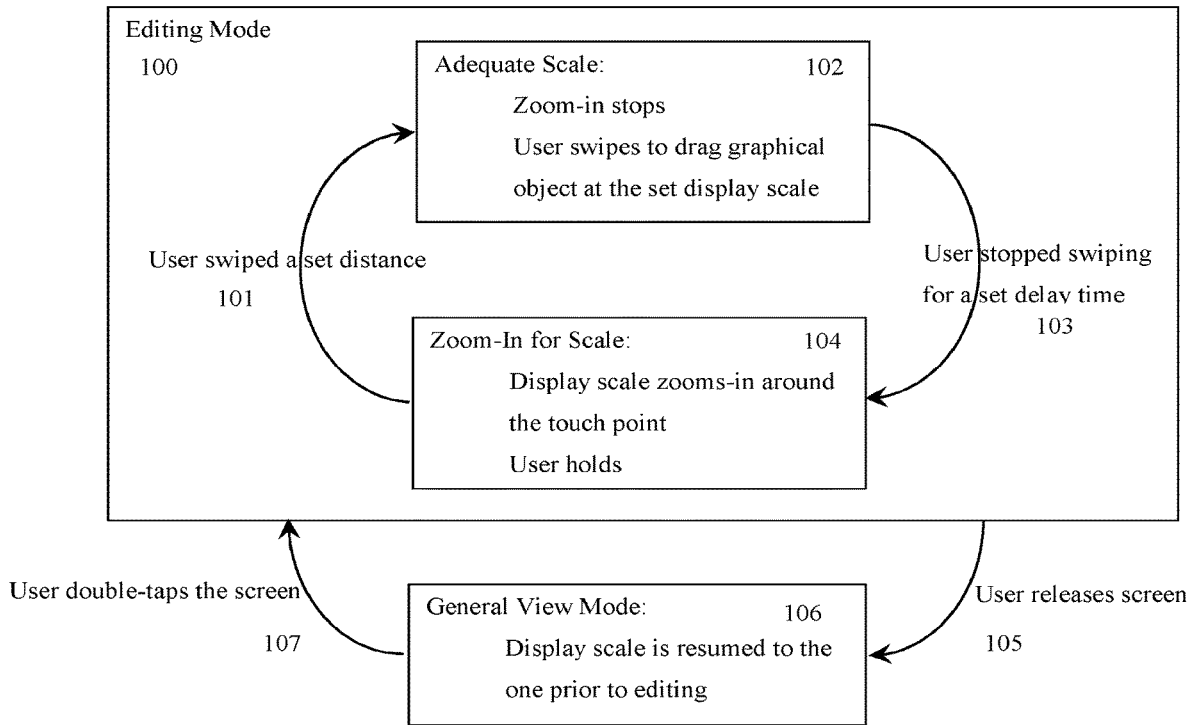 Editing Mode
100
Adequate Scale:
102
Zoom-in stops
User swipes to drag graphical
object at the set display scale
User swiped a set distance
101
User stopped swiping
for a set delay time
103
Zoom-In for Scale:
104
Display scale zooms-in around
the touch point
User holds
User double-taps the screen
107
General View Mode:
106
Display scale is resumed to the
one prior to editing
User releases screen
105